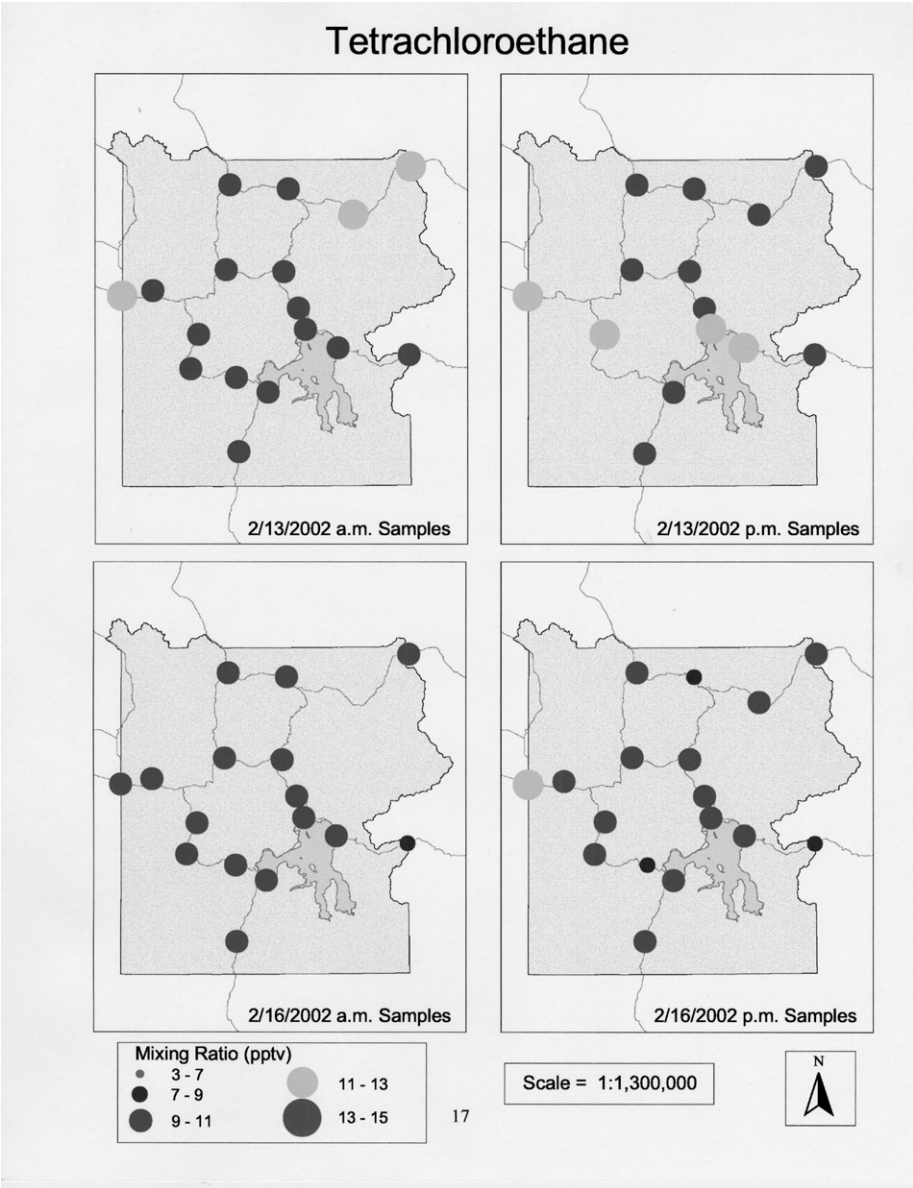 Tetrachloroethane
2/13/2002 a.m. Samples
2/13/2002 p.m. Samples
2/16/2002 a.m. Samples
2/16/2002 p.m. Samples
Mixing Ratio (pptv)
3 - 7
7 - 9
9 - 11
11 - 13
13 - 15
17
Scale = 1:1,300,000
N